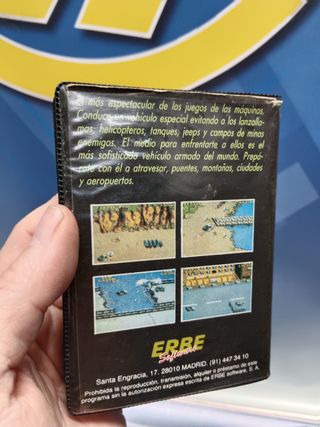 El más espectacular de los juegos de las máquinas.
Conduce un vehículo especial evitando a los lanzalla-
mas, helicópteros, tanques, jeeps y campos de minas
enemigos. El medio para enfrentarte a ellos es el
mas sofisticado vehículo armado del mundo. Prepá-
rate con él a atravesar, puentes, montañas, ciudades
y aeropuertos.
ERBE
Software
Santa Engracia, 17. 28010 MADRID. (91) 447 34 10
Prohibida la reproducción, transmisión, alquiler o préstamo de este
programa sin la autorización expresa escrita de ERBE software, S. A.